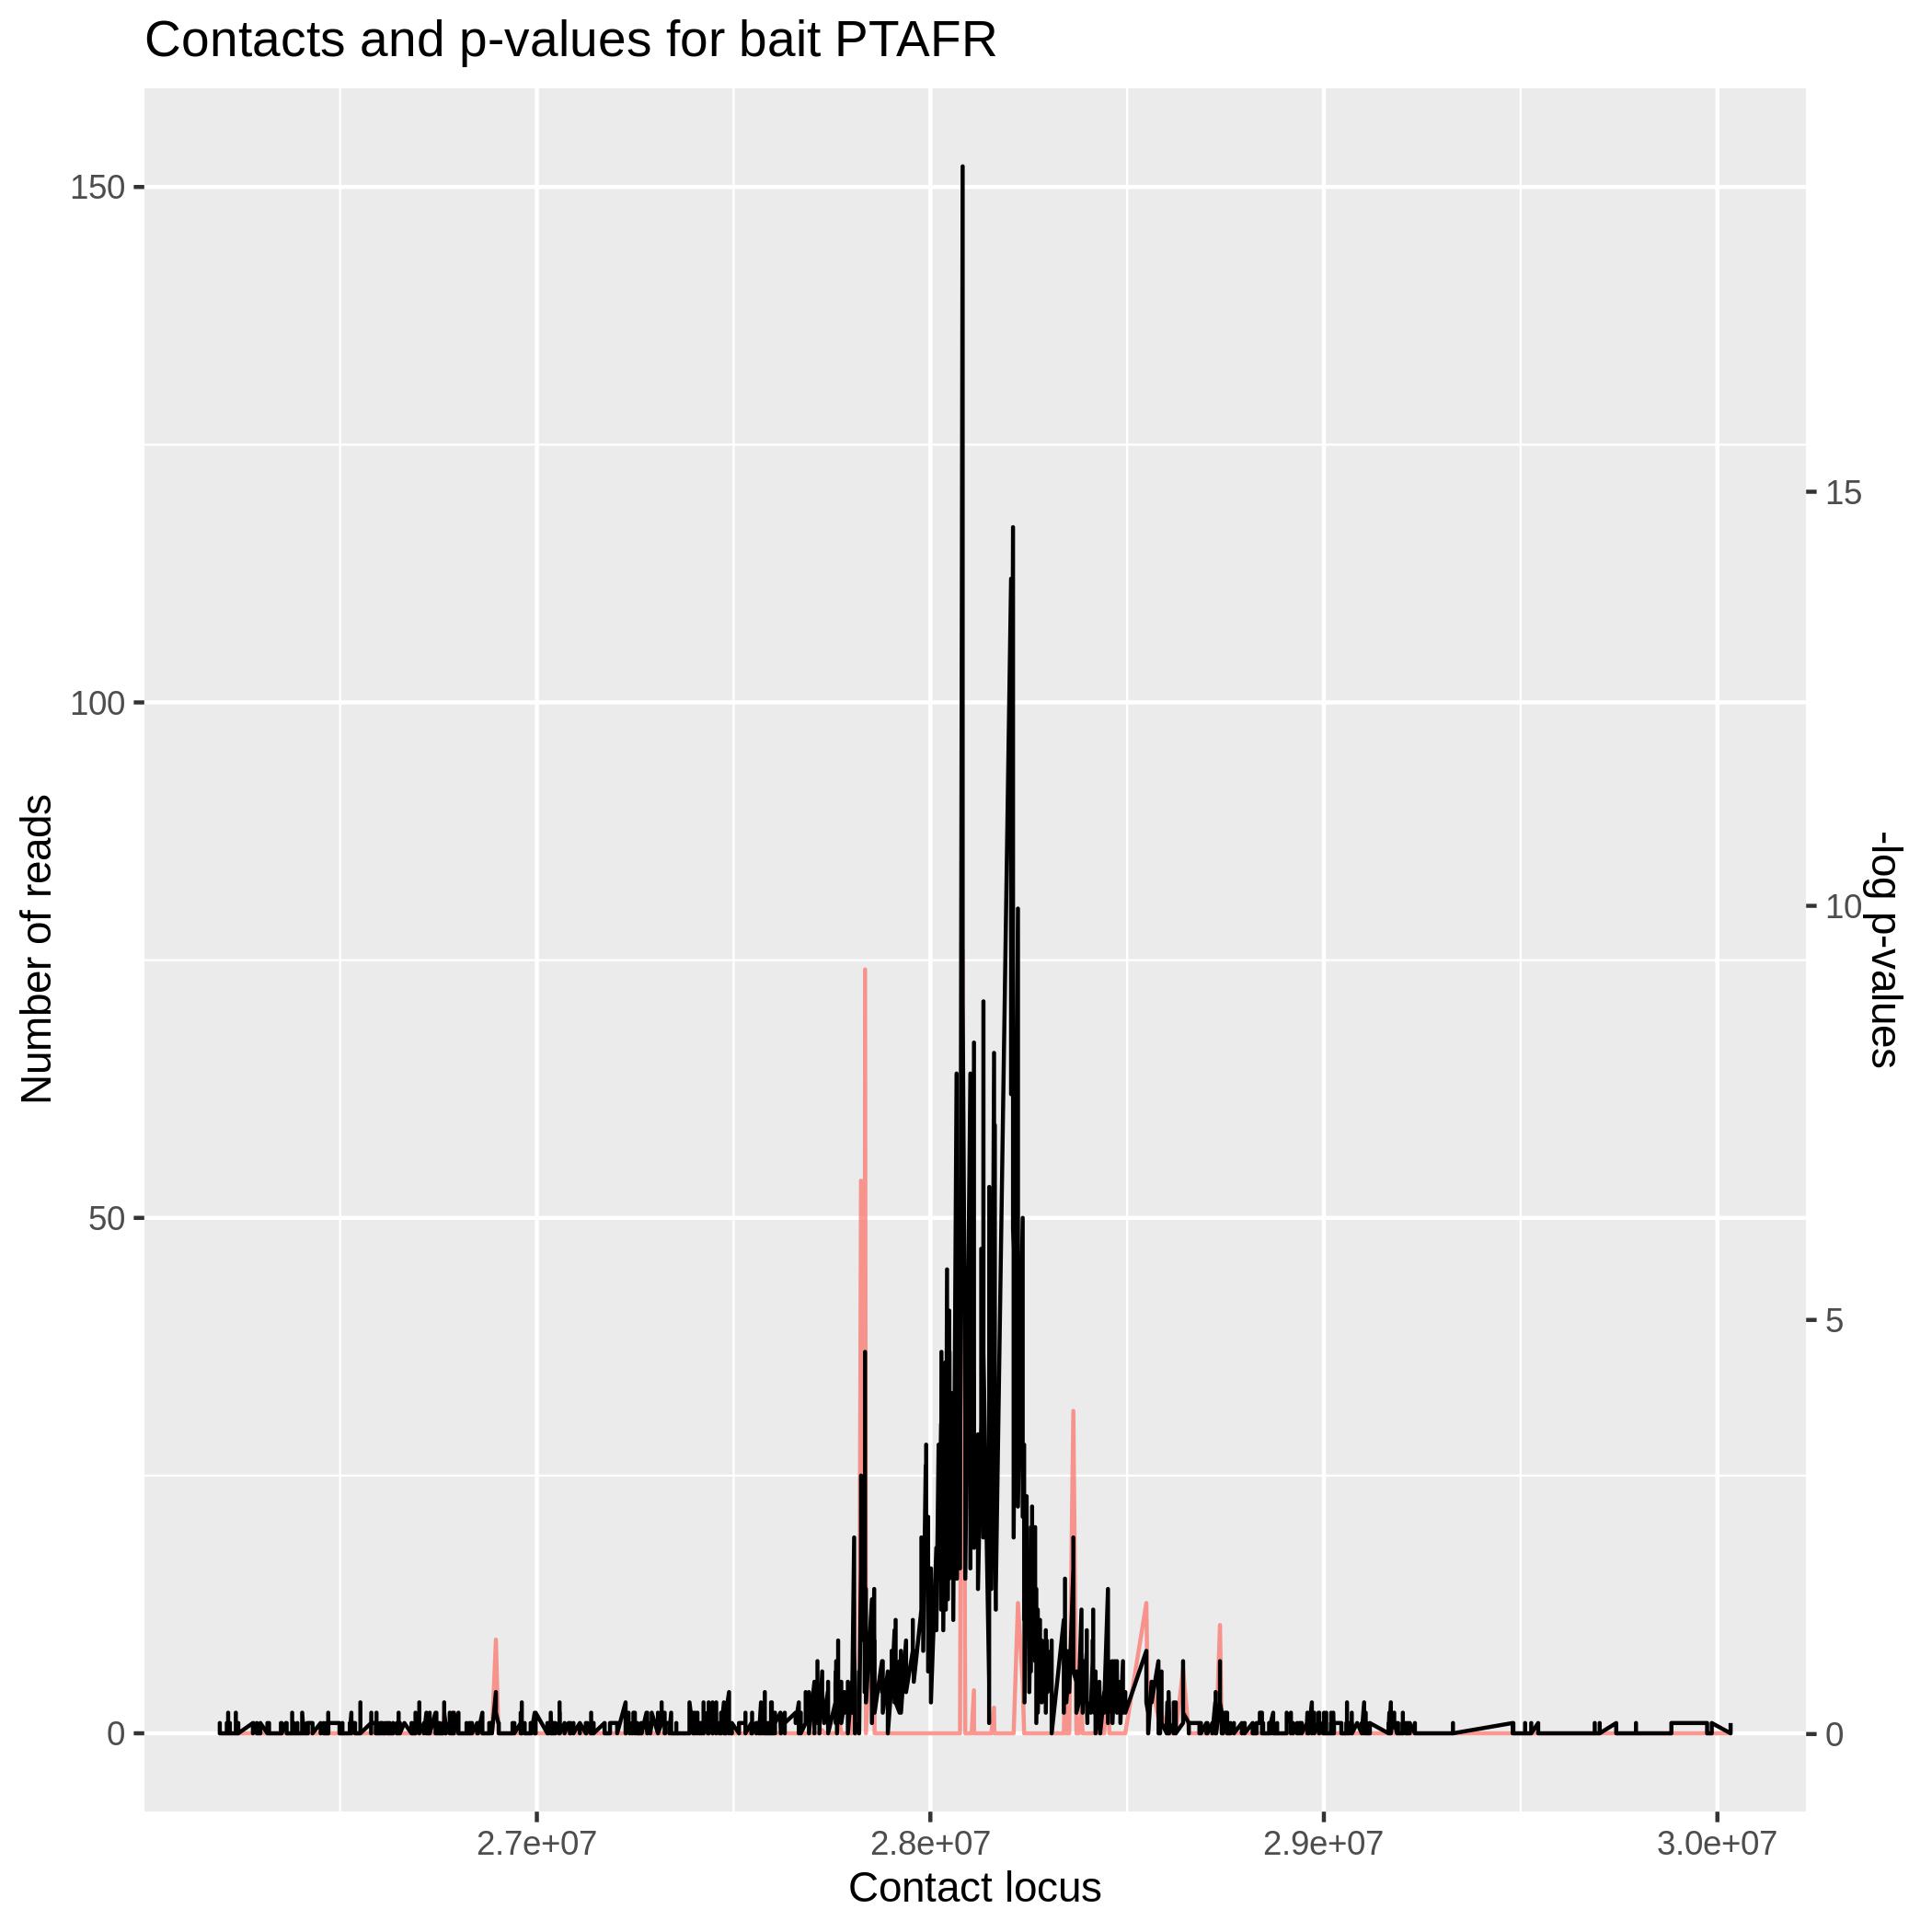 Contacts and p-values for bait PTAFR
150
100
50
0
Number of reads
15
10
5
0
-log p-values
2.7e+07
2.8e+07
2.9e+07
3.0e+07
Contact locus